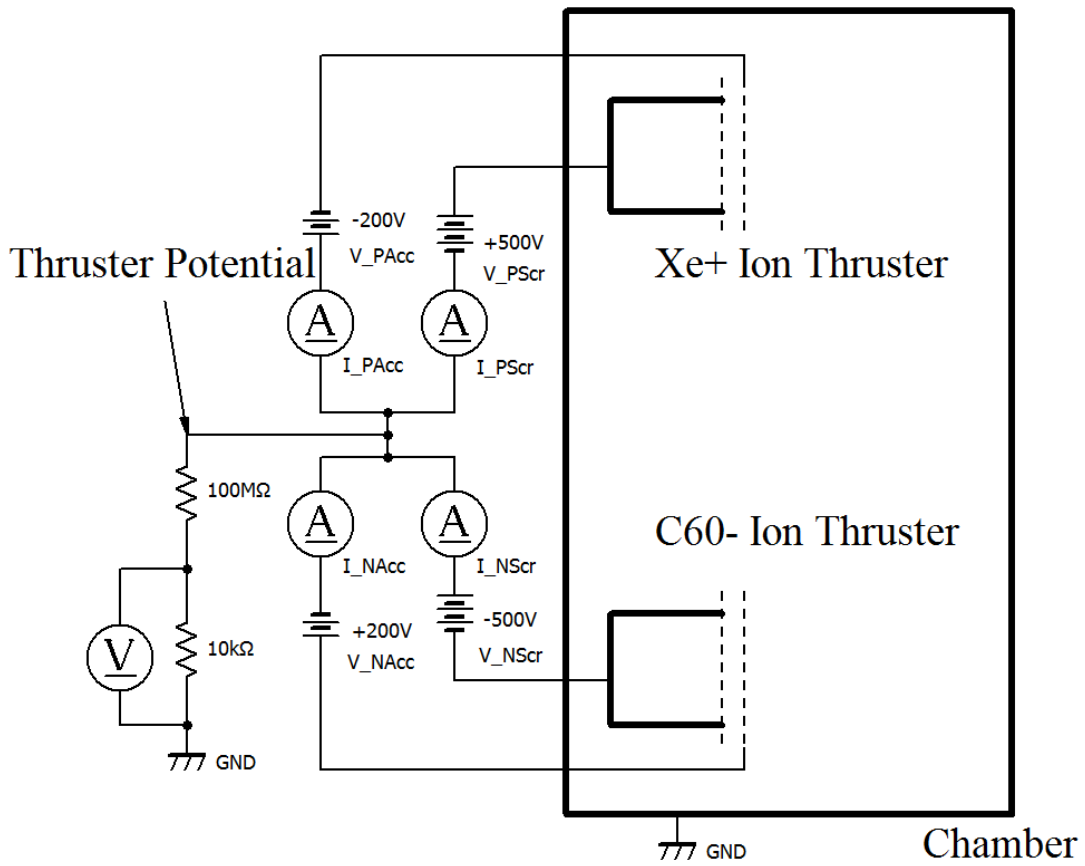 -200V
V_PAcc
+500V
V_PScr
Thruster Potential
Xe+ Ion Thruster
A
A
I_PAcc
I_PScr
100MΩ
A
A
C60- Ion Thruster
I_NAcc
I_NScr
10kΩ
V
+200V
V_NAcc
-500V
V_NScr
GND
GND
Chamber